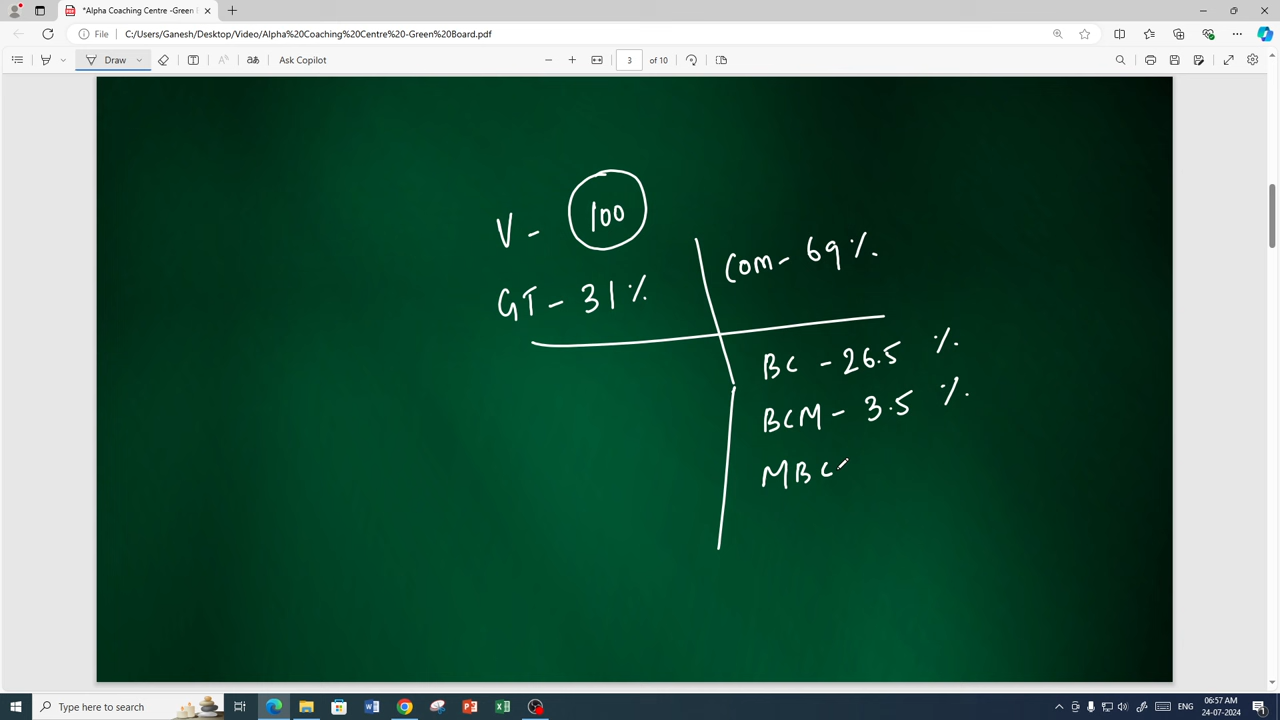 *Alpha Coaching Centre -Green B
File
C:/Users/Ganesh/Desktop/Video/Alpha%20Coaching%20Centre%20-Green%20Board.pdf
Draw
Ask Copilot
3 of 10
V - 100
GT - 31 %
Com - 69 %.
BC - 26.5 %.
BCM - 3.5 %.
MBC
Type here to search
ENG
06:57 AM
24-07-2024